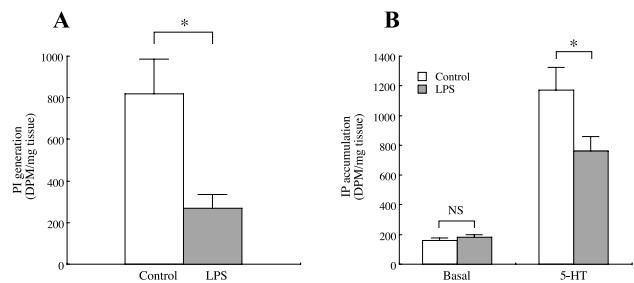 A
*
1000
800
600
400
200
0
PI generation
(DPM/mg tissue)
Control LPS
B
*
1400
1200
1000
800
600
400
200
0
IP accumulation
(DPM/mg tissue)
Control
LPS
NS
Basal 5-HT